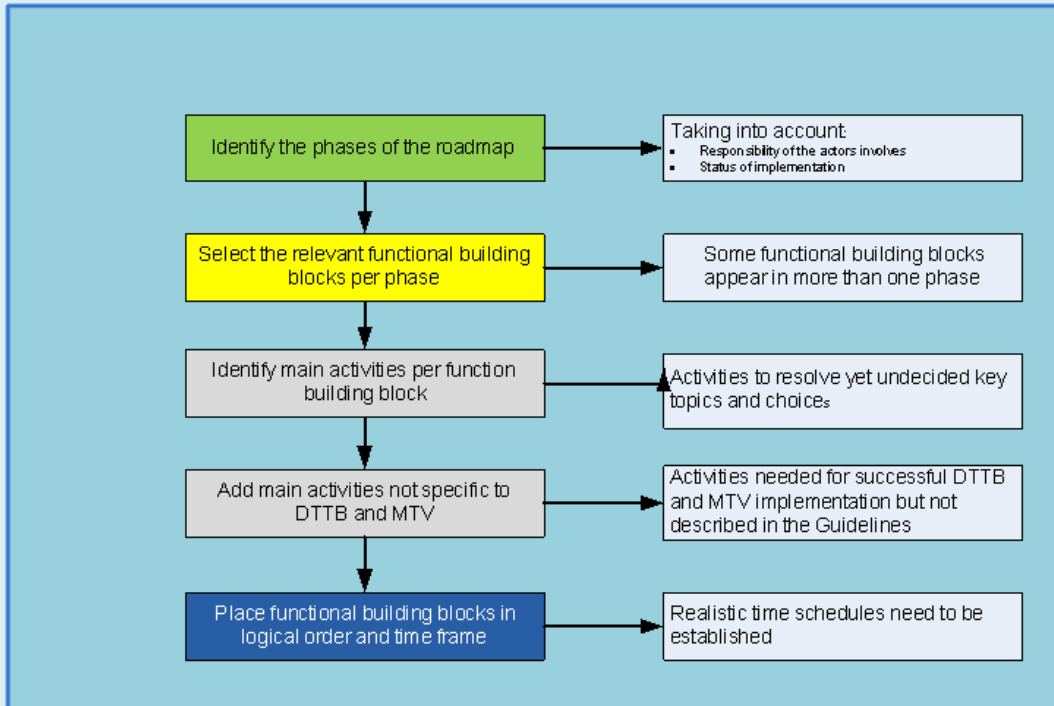 Identify the phases of the roadmap
Taking into account:
▪ Responsibility of the actors involves
▪ Status of implementation
Select the relevant functional building
blocks per phase
Some functional building blocks
appear in more than one phase
Identify main activities per function
building block
Activities to resolve yet undecided key
topics and choices
Add main activities not specific to
DTTB and MTV
Activities needed for successful DTTB
and MTV implementation but not
described in the Guidelines
Place functional building blocks in
logical order and time frame
Realistic time schedules need to be
established